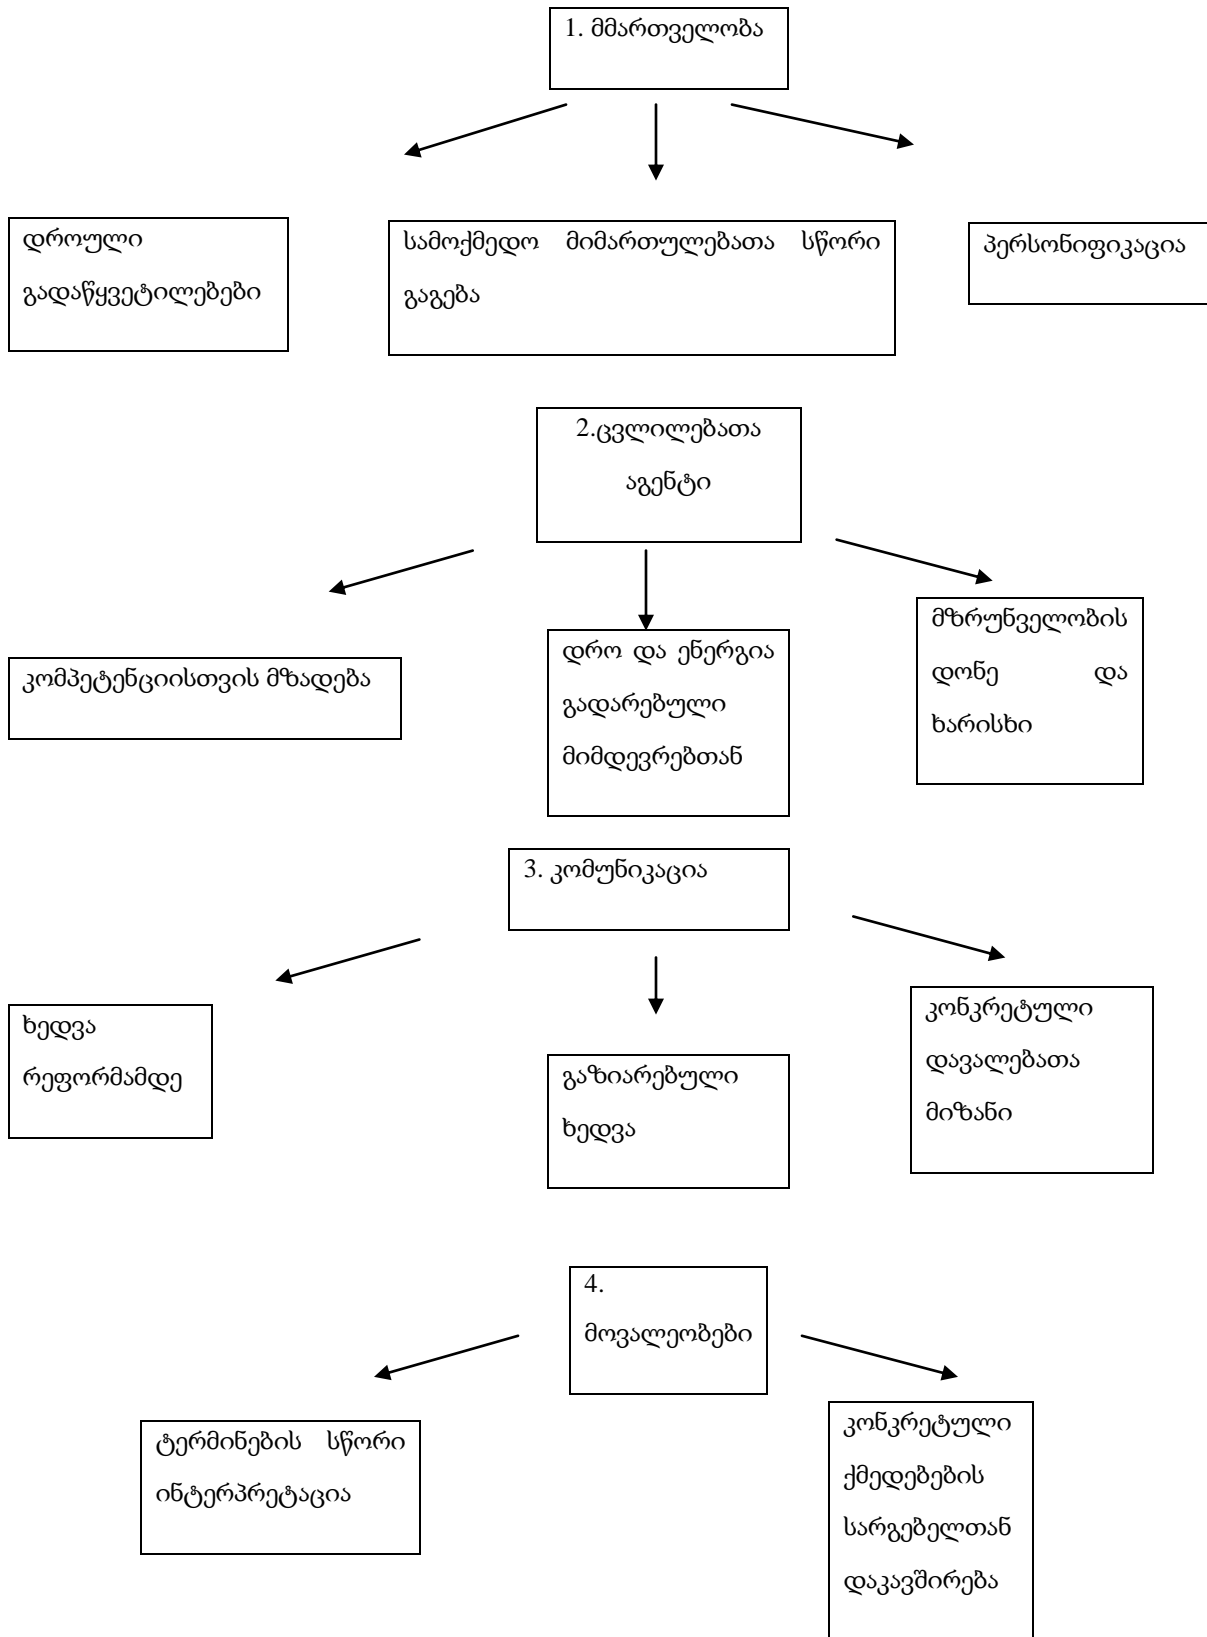 1. მმართველობა
დროული
გადაწყვეტილებები
სამოქმედო მიმართულებათა სწორი
გაგება
პერსონიფიკაცია
2.ცვლილებათა
აგენტი
კომპეტენციისთვის მზადება
დრო და ენერგია
გადარებული
მიმდევრებთან
მზრუნველობის
დონე და
ხარისხი
3. კომუნიკაცია
ხედვა
რეფორმამდე
გაზიარებული
ხედვა
კონკრეტული
დავალებათა
მიზანი
4.
მოვალეობები
ტერმინების სწორი
ინტერპრეტაცია
კონკრეტული
ქმედებების
სარგებელთან
დაკავშირება